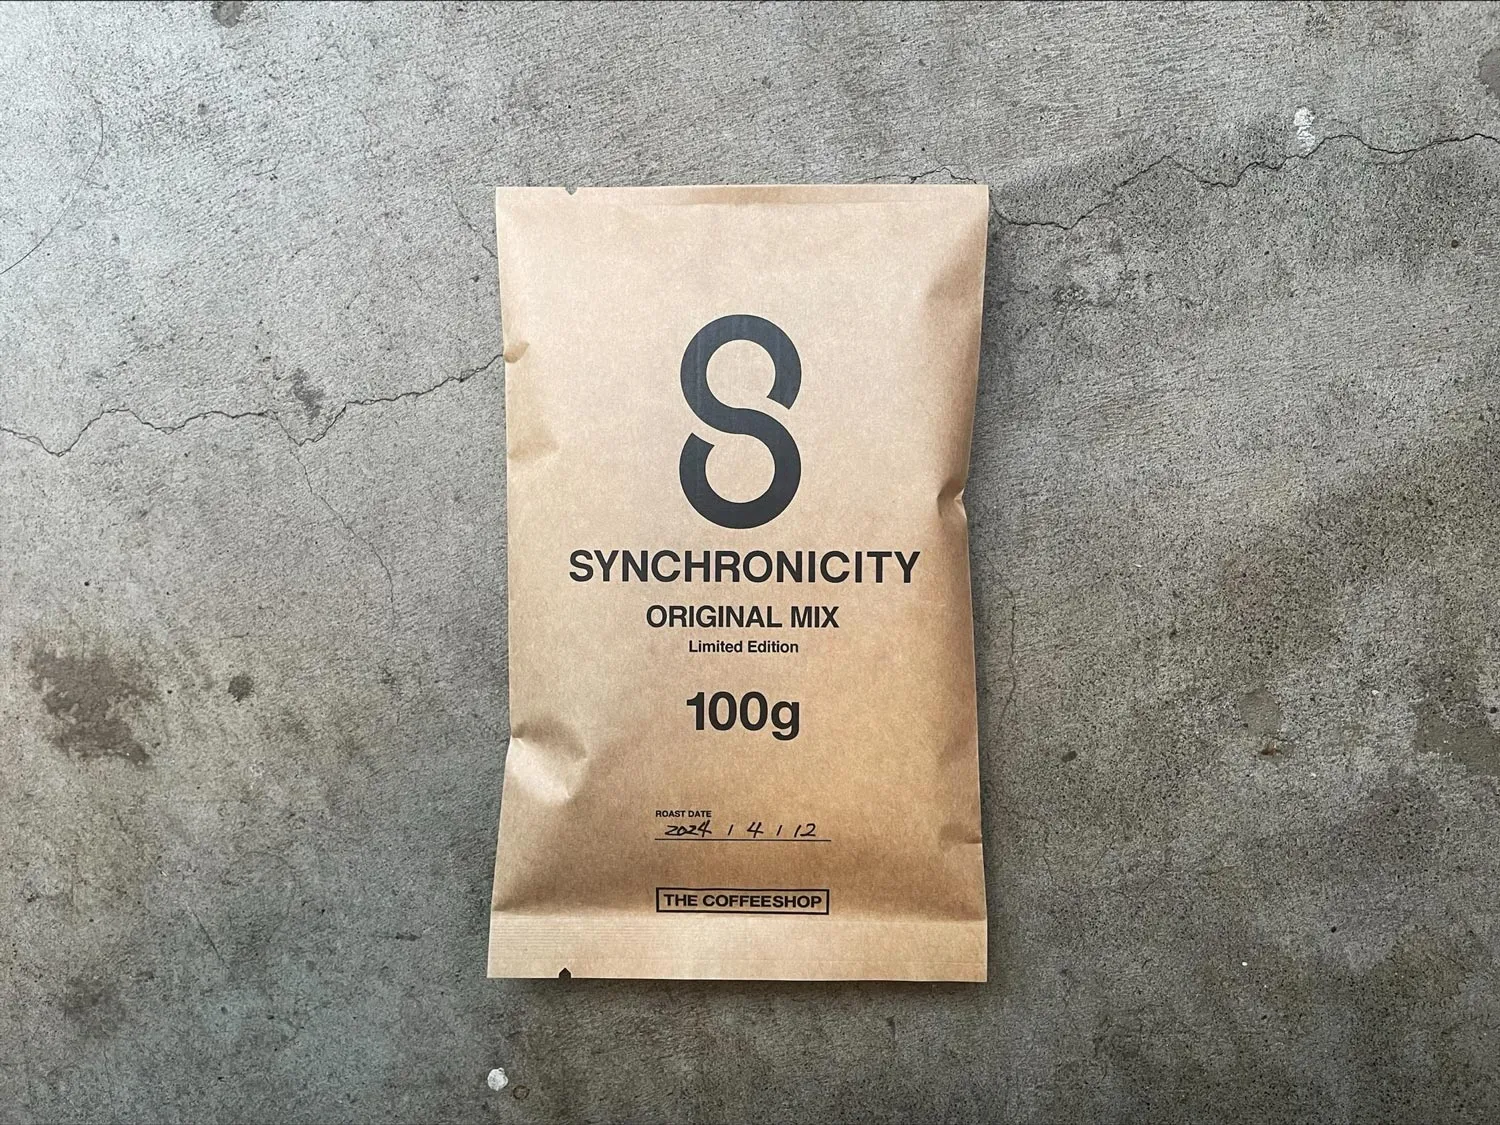 S
SYNCHRONICITY
ORIGINAL MIX
Limited Edition
100g
ROAST DATE
2024 / 4 / 12
THE COFFEESHOP